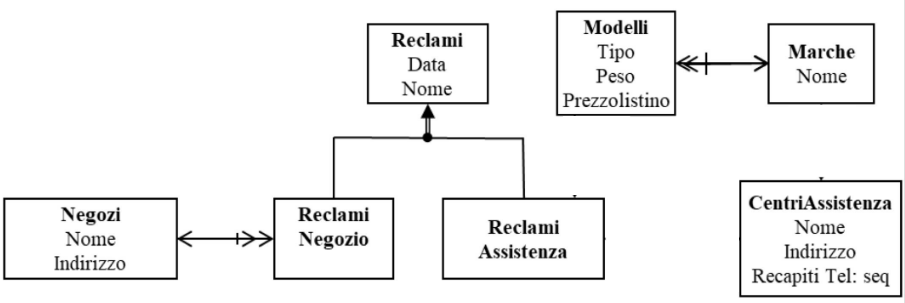 Reclami
Data
Nome
Modelli
Tipo
Peso
Prezzolistino
Marche
Nome
Negozi
Nome
Indirizzo
Reclami
Negozio
Reclami
Assistenza
CentriAssistenza
Nome
Indirizzo
Recapiti Tel: seq